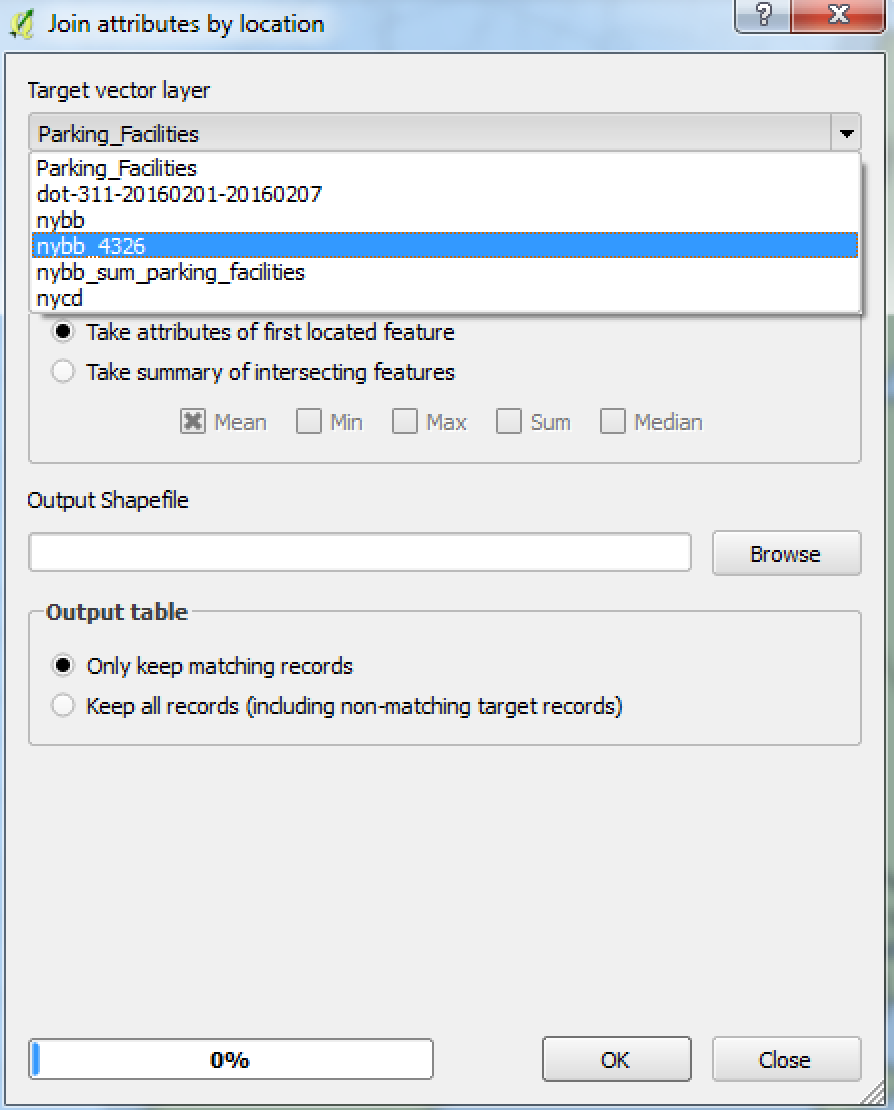 Join attributes by location
?
Target vector layer
Parking_Facilities
Parking_Facilities
dot-311-20160201-20160207
nybb
nybb_4326
nybb_sum_parking_facilities
nycd
Take attributes of first located feature
Take summary of intersecting features
Mean Min Max Sum Median
Output Shapefile
Browse
Output table
Only keep matching records
Keep all records (including non-matching target records)
0% OK Close